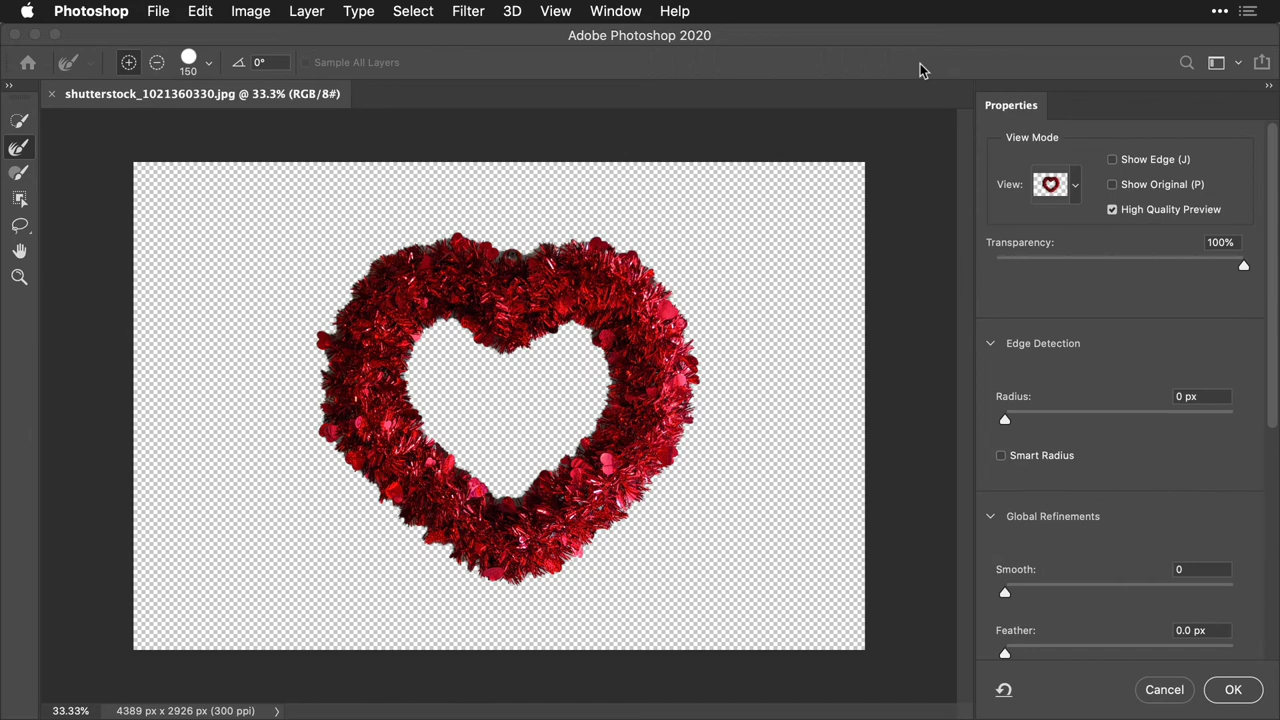 Photoshop File Edit Image Layer Type Select Filter 3D View Window Help
Adobe Photoshop 2020
150
0°
Sample All Layers
shutterstock_1021360330.jpg @ 33.3% (RGB/8#)
Properties
View Mode
Show Edge (J)
View:
Show Original (P)
High Quality Preview
Transparency: 100%
Edge Detection
Radius: 0 px
Smart Radius
Global Refinements
Smooth: 0
Feather: 0.0 px
Cancel OK
33.33% 4389 px x 2926 px (300 ppi)